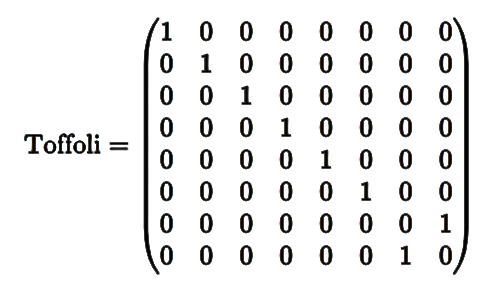 1 0 0 0 0 0 0 0
0 1 0 0 0 0 0 0
0 0 1 0 0 0 0 0
0 0 0 1 0 0 0 0
Toffoli =
0 0 0 0 1 0 0 0
0 0 0 0 0 1 0 0
0 0 0 0 0 0 0 1
0 0 0 0 0 0 1 0